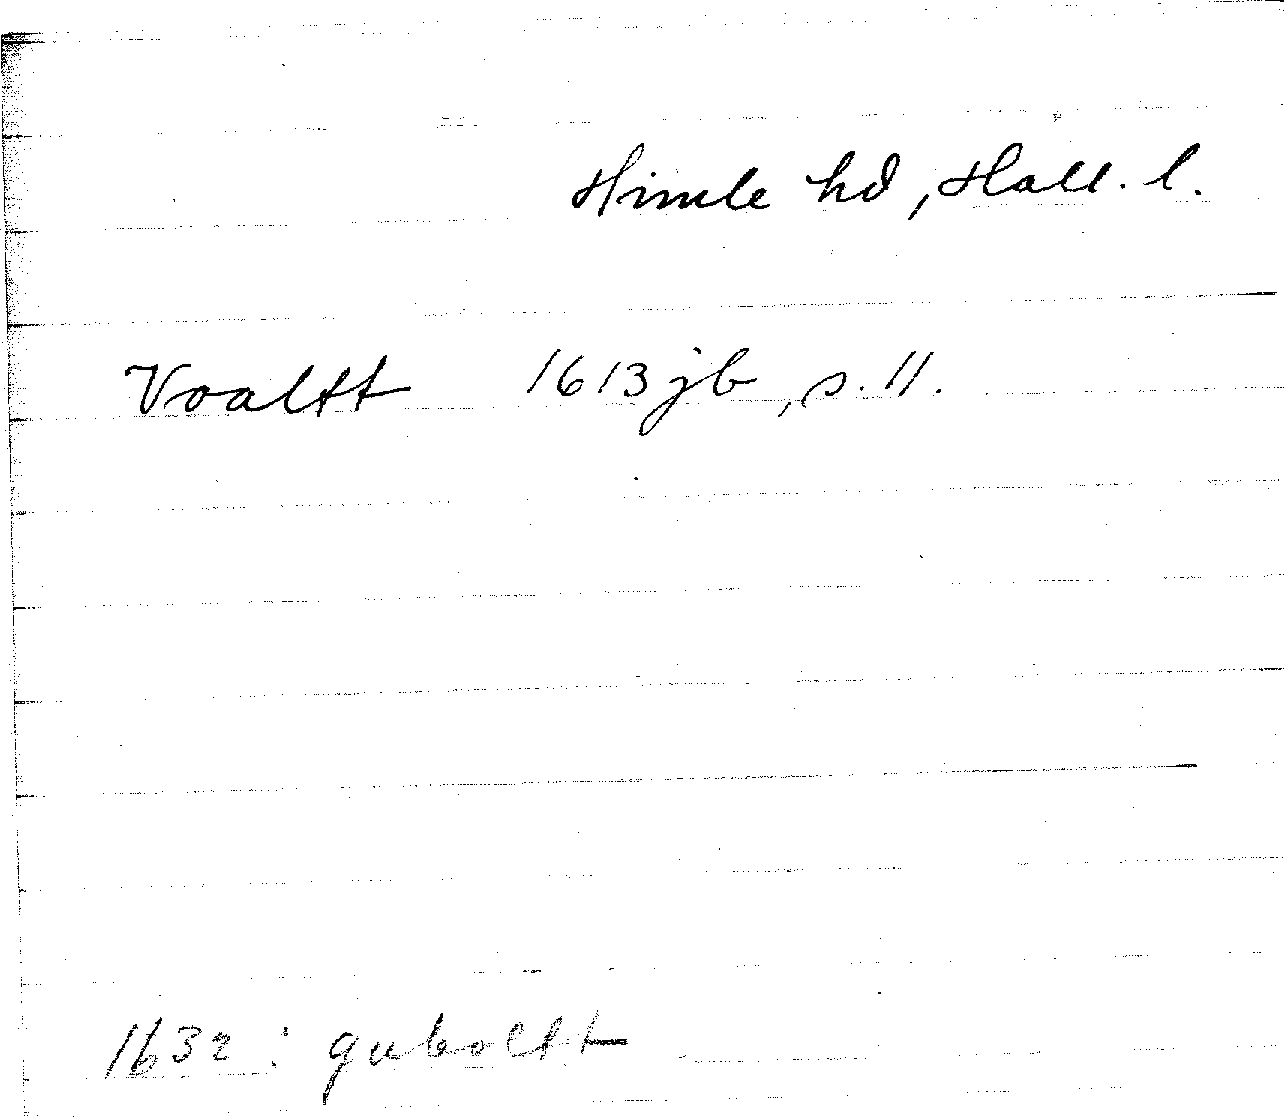 Himle hd, Hall. l.
Voaltt 1613 jb, s. 11.
1632 : guboltt